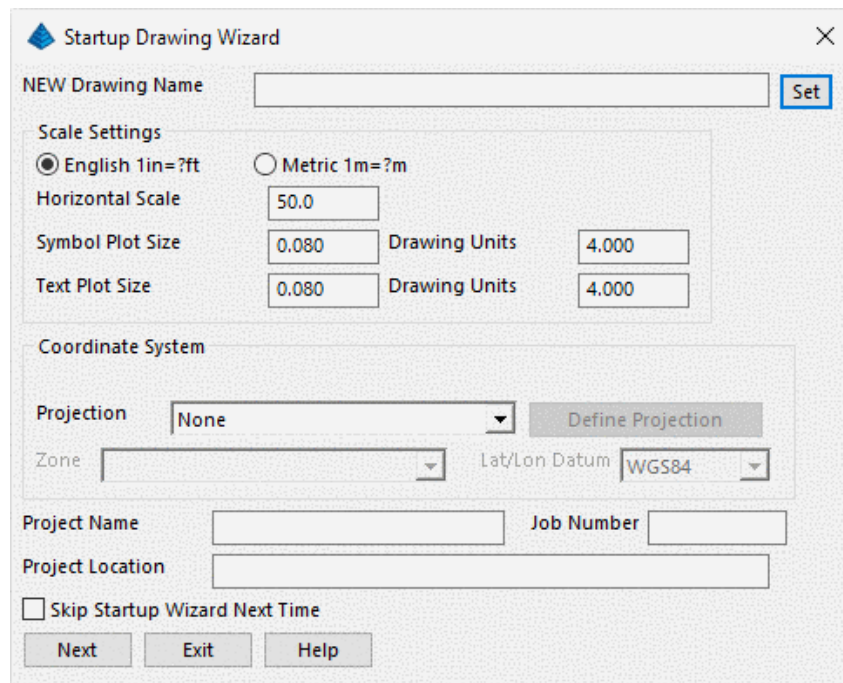 Startup Drawing Wizard
NEW Drawing Name Set
Scale Settings
English 1in=?ft Metric 1m=?m
Horizontal Scale 50.0
Symbol Plot Size 0.080 Drawing Units 4.000
Text Plot Size 0.080 Drawing Units 4.000
Coordinate System
Projection None Define Projection
Zone Lat/Lon Datum WGS84
Project Name Job Number
Project Location
Skip Startup Wizard Next Time
Next Exit Help